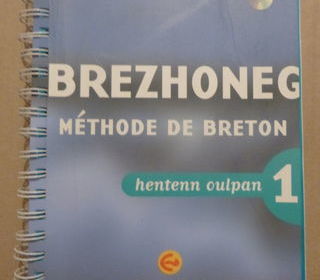 BREZHONEG
MÉTHODE DE BRETON
hentenn oulpan 1